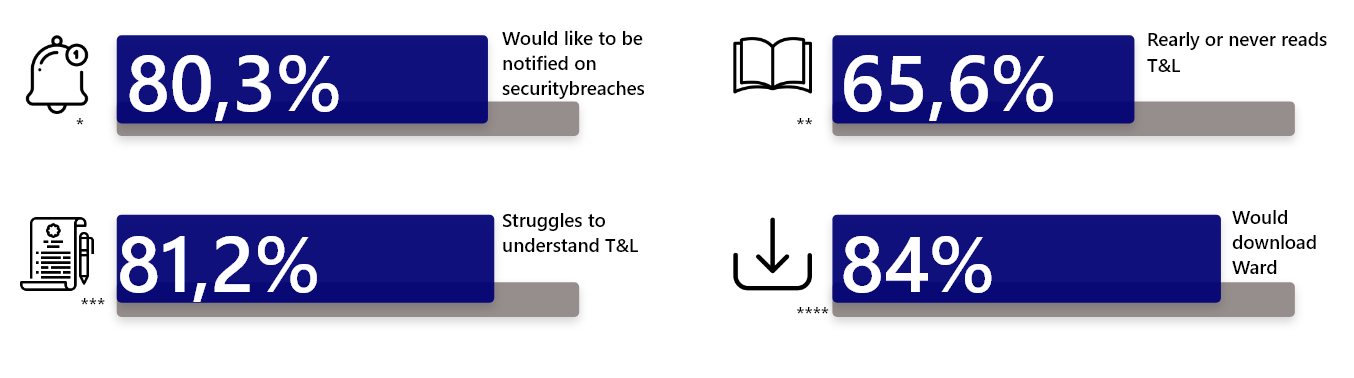 80,3%
Would like to be
notified on
securitybreaches
*
65,6%
Rearly or never reads
T&L
**
81,2%
Struggles to
understand T&L
***
84%
Would
download
Ward
****
1